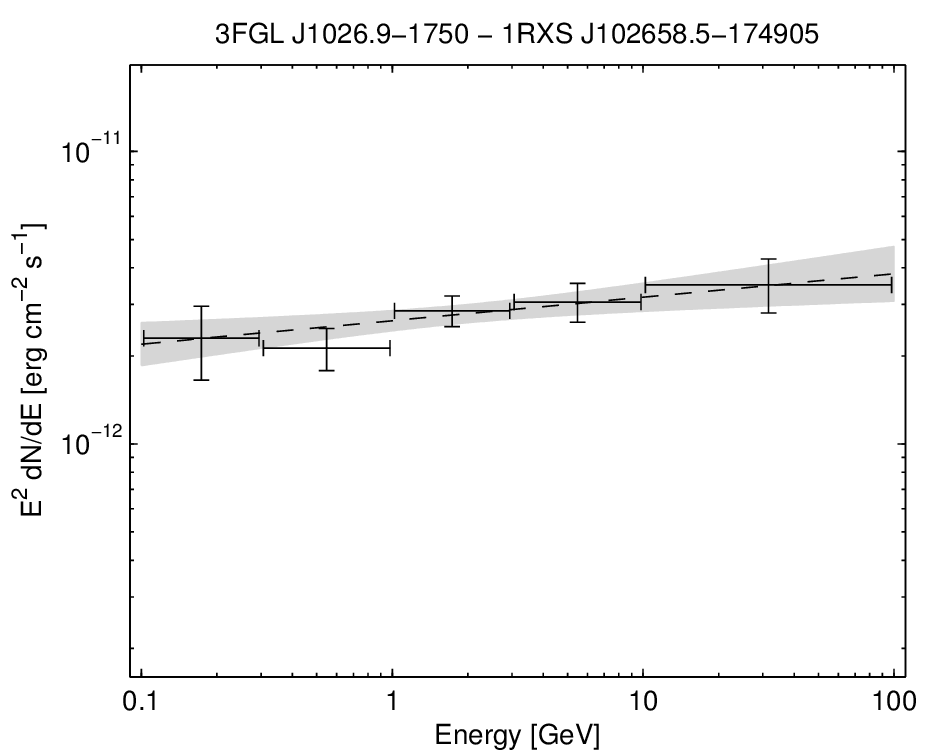 3FGL J1026.9−1750 − 1RXS J102658.5−174905
10⁻¹¹
10⁻¹²
E² dN/dE [erg cm⁻² s⁻¹]
0.1 1 10 100
Energy [GeV]